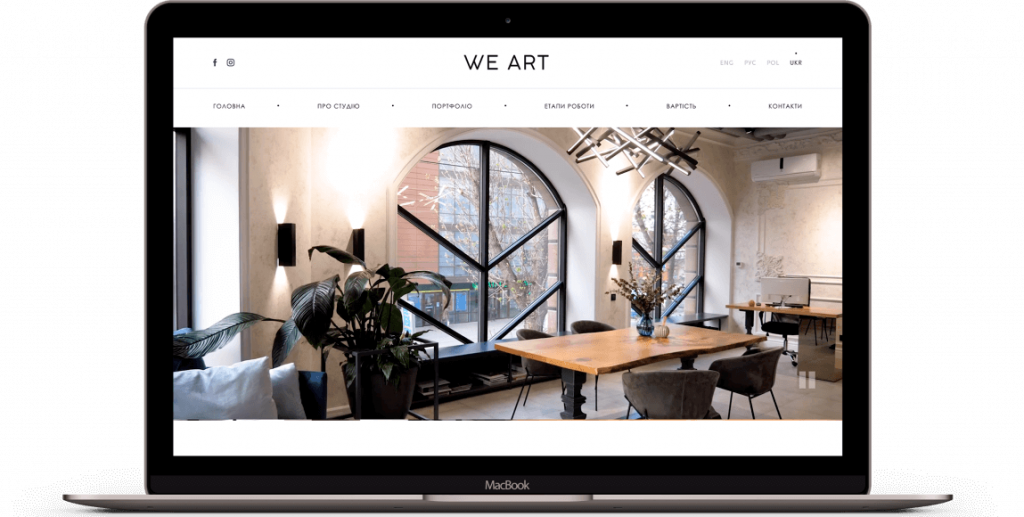 WE ART
ENG РУС POL UKR
ГОЛОВНА • ПРО СТУДІЮ • ПОРТФОЛІО • ЕТАПИ РОБОТИ • ВАРТІСТЬ • КОНТАКТИ
MacBook